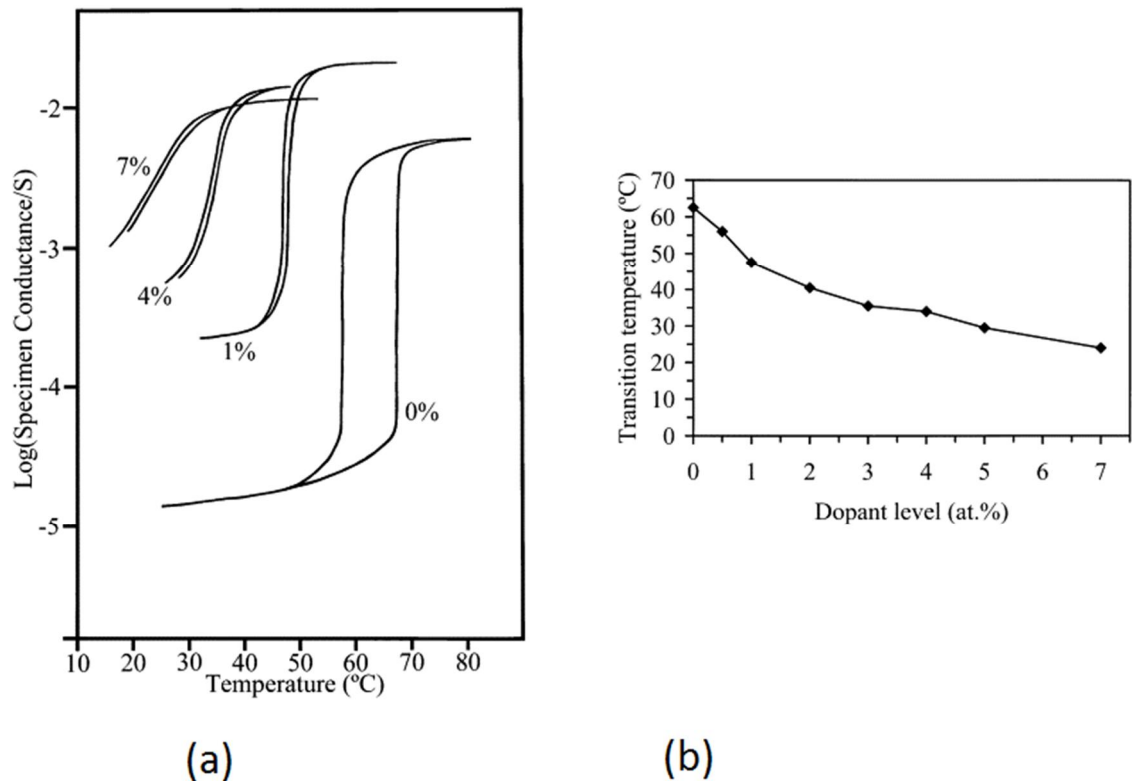 Log(Specimen Conductance/S)
-2
-3
-4
-5
7%
4%
1%
0%
10 20 30 40 50 60 70 80
Temperature (ºC)
(a)
Transition temperature (ºC)
70
60
50
40
30
20
10
0
0 1 2 3 4 5 6 7
Dopant level (at.%)
(b)